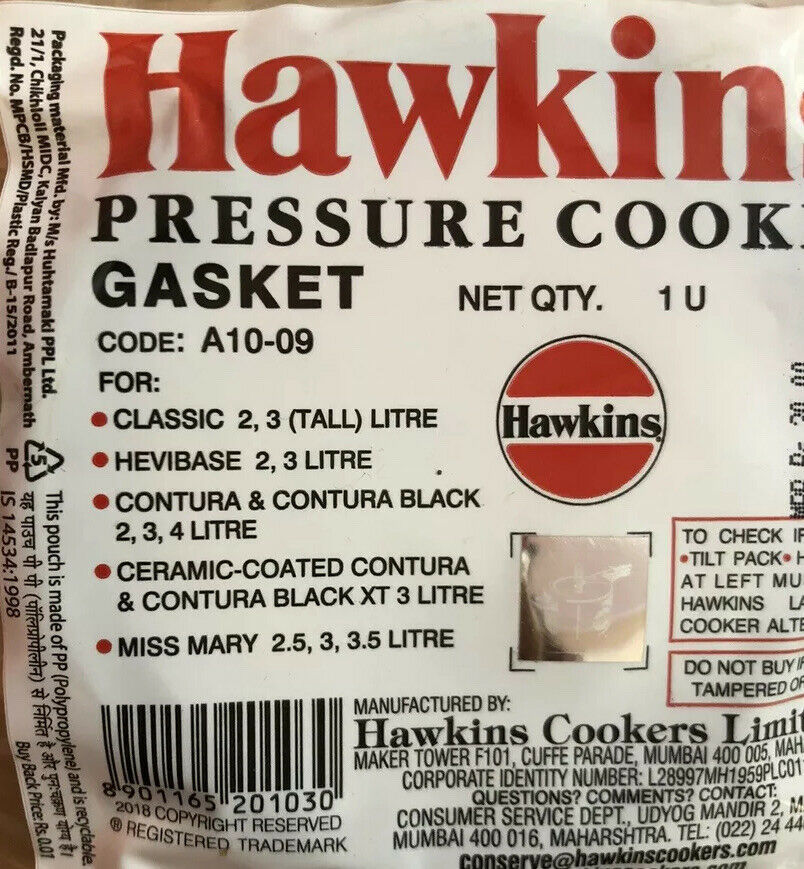 Hawkins
PRESSURE COOK
GASKET
NET QTY. 1 U
CODE: A10-09
FOR:
• CLASSIC 2, 3 (TALL) LITRE
• HEVIBASE 2, 3 LITRE
• CONTURA & CONTURA BLACK
2, 3, 4 LITRE
• CERAMIC-COATED CONTURA
& CONTURA BLACK XT 3 LITRE
• MISS MARY 2.5, 3, 3.5 LITRE
Hawkins
TO CHECK IF
•TILT PACK•
AT LEFT MU
HAWKINS LA
COOKER ALTE
DO NOT BUY IF
TAMPERED OR
8 901165 201030
2018 COPYRIGHT RESERVED
® REGISTERED TRADEMARK
MANUFACTURED BY:
Hawkins Cookers Limit
MAKER TOWER F101, CUFFE PARADE, MUMBAI 400 005, MAH
CORPORATE IDENTITY NUMBER: L28997MH1959PLC01
QUESTIONS? COMMENTS? CONTACT:
CONSUMER SERVICE DEPT., UDYOG MANDIR 2, M
MUMBAI 400 016, MAHARSHTRA. TEL: (022) 24 44
conserve@hawkinscookers.com
Packaging material Mfd. by: M/s Huhtamaki PPL Ltd.
21/1, Chikhloli MIDC, Kalyan Badlapur Road, Ambernath
Regd. No. MPCB/HSMD/Plastic Reg./ B-15/2011
5
PP
This pouch is made of PP (Polypropylene) and is recyclable.
यह पाउच पी पी (पोलिप्रोपीलीन) से निर्मित है और पुनःचक्रण योग्य है।
IS 14534:1998
Buy Back Price: Rs. 0.01